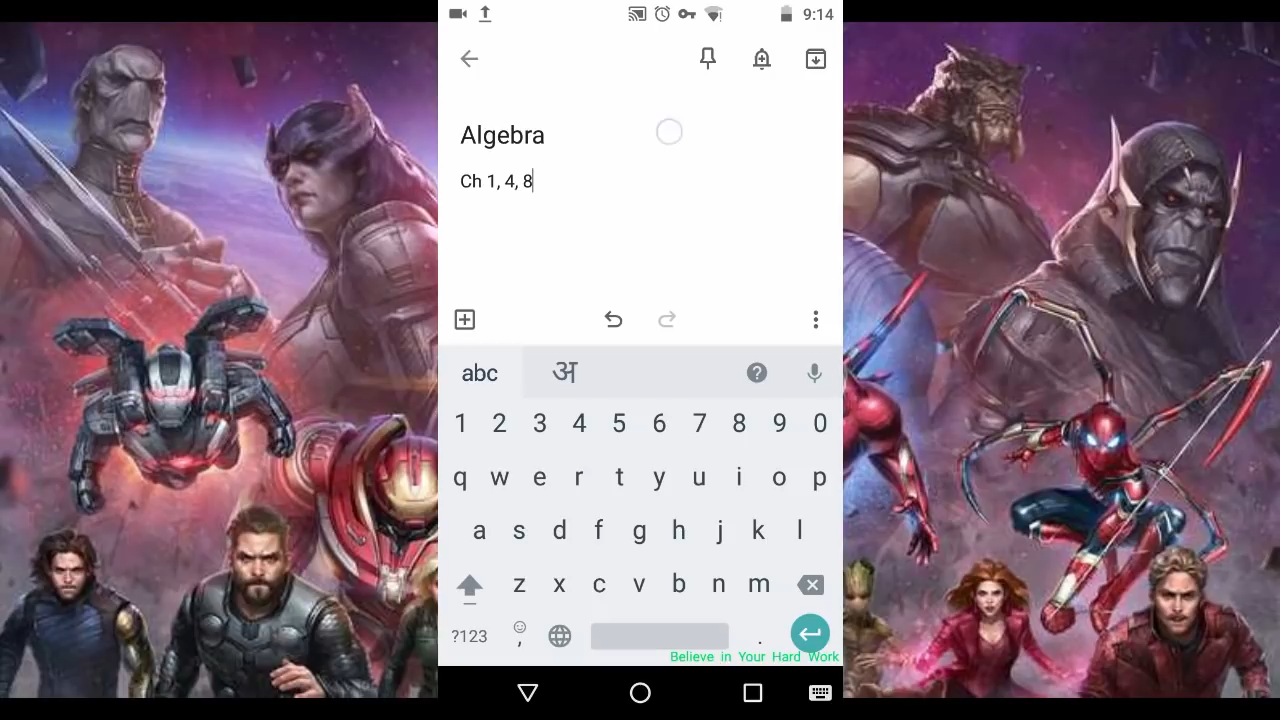 9:14
Algebra
Ch 1, 4, 8
abc अ
1 2 3 4 5 6 7 8 9 0
q w e r t y u i o p
a s d f g h j k l
z x c v b n m
?123 , .
Believe in Your Hard Work